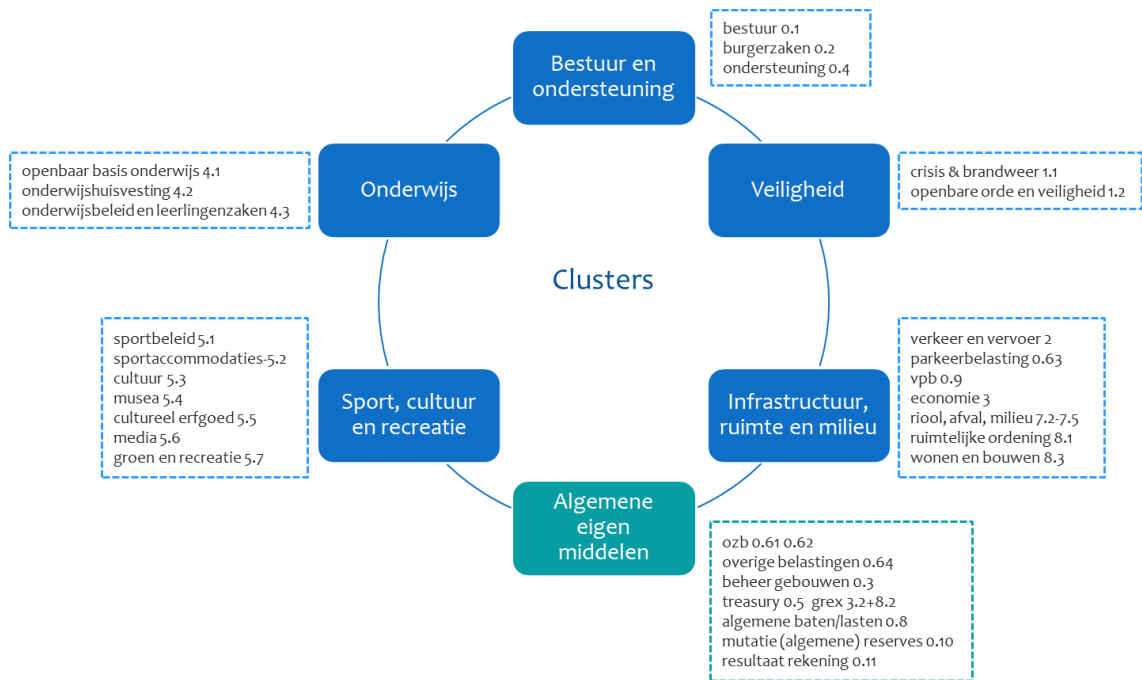 bestuur 0.1
burgerzaken 0.2
ondersteuning 0.4
Bestuur en
ondersteuning
openbaar basis onderwijs 4.1
onderwijshuisvesting 4.2
onderwijsbeleid en leerlingenzaken 4.3
Onderwijs
Veiligheid
crisis & brandweer 1.1
openbare orde en veiligheid 1.2
Clusters
sportbeleid 5.1
sportaccommodaties-5.2
cultuur 5.3
musea 5.4
cultureel erfgoed 5.5
media 5.6
groen en recreatie 5.7
Sport, cultuur
en recreatie
Infrastructuur,
ruimte en milieu
verkeer en vervoer 2
parkeerbelasting 0.63
vpb 0.9
economie 3
riool, afval, milieu 7.2-7.5
ruimtelijke ordening 8.1
wonen en bouwen 8.3
Algemene
eigen
middelen
ozb 0.61 0.62
overige belastingen 0.64
beheer gebouwen 0.3
treasury 0.5 grex 3.2+8.2
algemene baten/lasten 0.8
mutatie (algemene) reserves 0.10
resultaat rekening 0.11